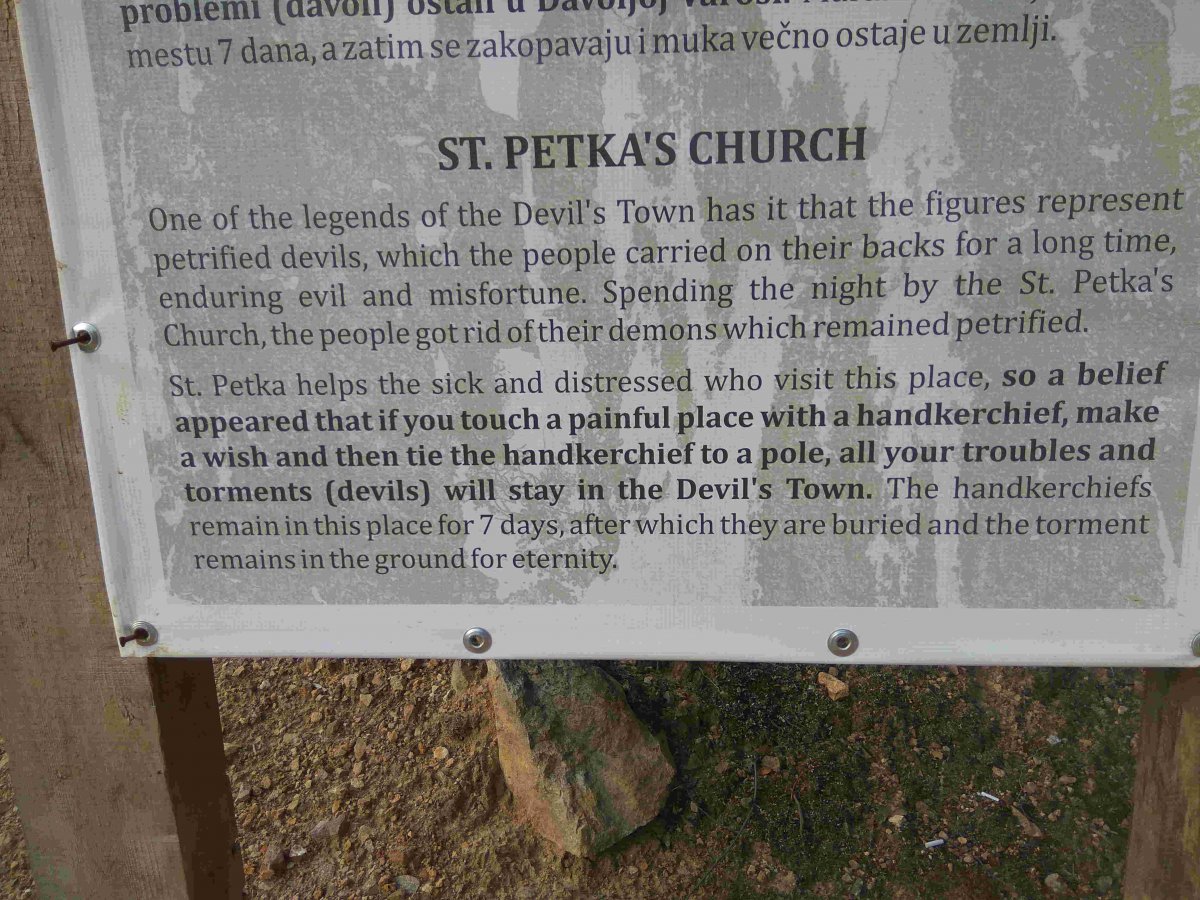 problemi (davoli) ostali u Davoljoj varoši.
mestu 7 dana, a zatim se zakopavaju i muka večno ostaje u zemlji.
ST. PETKA'S CHURCH
One of the legends of the Devil's Town has it that the figures represent
petrified devils, which the people carried on their backs for a long time,
enduring evil and misfortune. Spending the night by the St. Petka's
Church, the people got rid of their demons which remained petrified.
St. Petka helps the sick and distressed who visit this place, so a belief
appeared that if you touch a painful place with a handkerchief, make
a wish and then tie the handkerchief to a pole, all your troubles and
torments (devils) will stay in the Devil's Town. The handkerchiefs
remain in this place for 7 days, after which they are buried and the torment
remains in the ground for eternity.